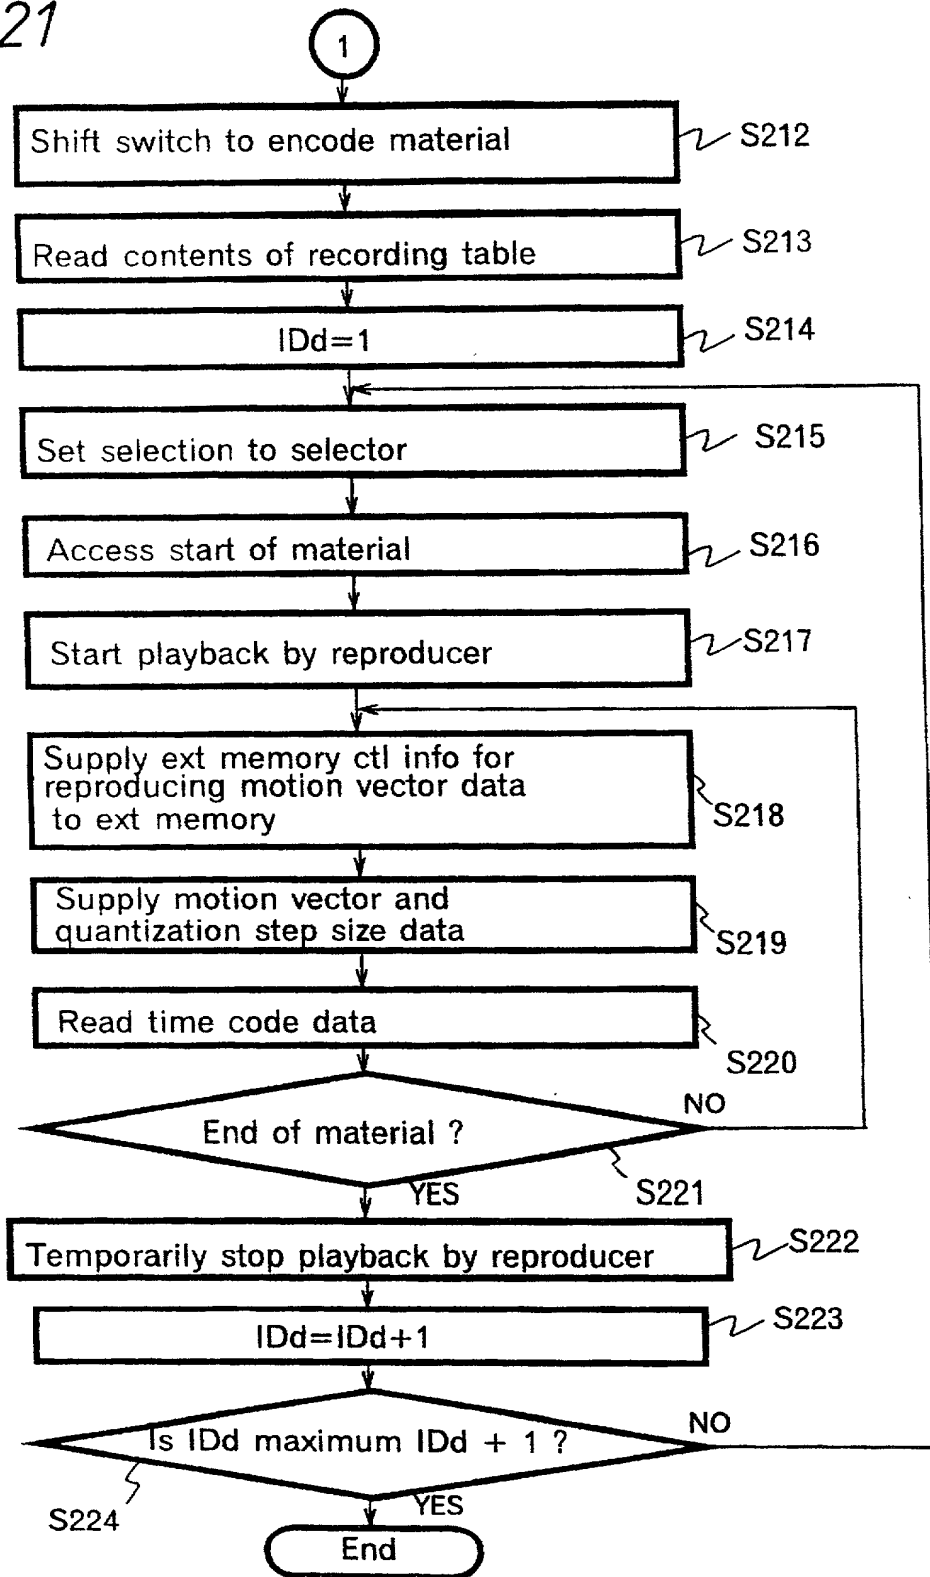 21
1
Shift switch to encode material
S212
Read contents of recording table
S213
IDd=1
S214
Set selection to selector
S215
Access start of material
S216
Start playback by reproducer
S217
Supply ext memory ctl info for
reproducing motion vector data
to ext memory
S218
Supply motion vector and
quantization step size data
S219
Read time code data
S220
End of material ?
NO
S221
YES
Temporarily stop playback by reproducer
S222
IDd=IDd+1
S223
Is IDd maximum IDd + 1 ?
NO
S224
YES
End